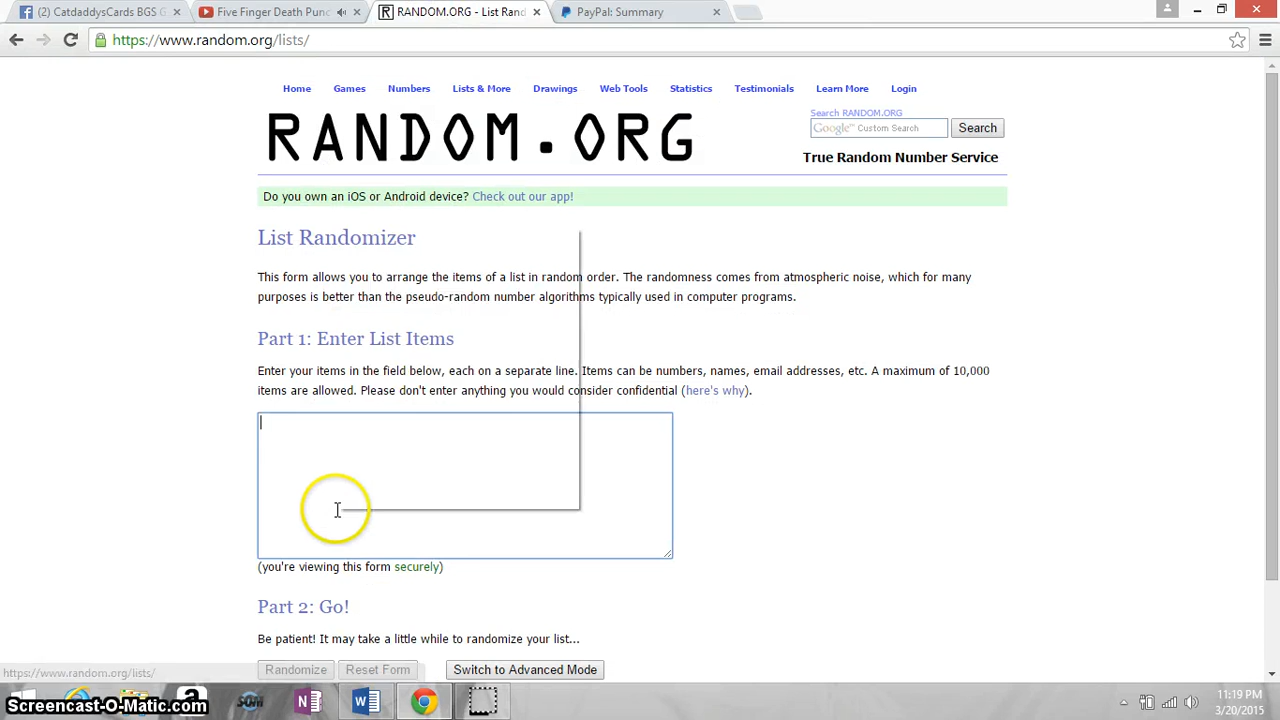 (2) CatdaddysCards BGS G
Five Finger Death Punc
RANDOM.ORG - List Rand
PayPal: Summary
https://www.random.org/lists/
Home Games Numbers Lists & More Drawings Web Tools Statistics Testimonials Learn More Login
RANDOM.ORG
Search RANDOM.ORG
Google™ Custom Search Search
True Random Number Service
Do you own an iOS or Android device? Check out our app!
List Randomizer
This form allows you to arrange the items of a list in random order. The randomness comes from atmospheric noise, which for many
purposes is better than the pseudo-random number algorithms typically used in computer programs.
Part 1: Enter List Items
Enter your items in the field below, each on a separate line. Items can be numbers, names, email addresses, etc. A maximum of 10,000
items are allowed. Please don't enter anything you would consider confidential (here's why).
(you're viewing this form securely)
Part 2: Go!
Be patient! It may take a little while to randomize your list...
Randomize Reset Form Switch to Advanced Mode
https://www.random.org/lists/
Screencast-O-Matic.com
SOM
11:19 PM
3/20/2015